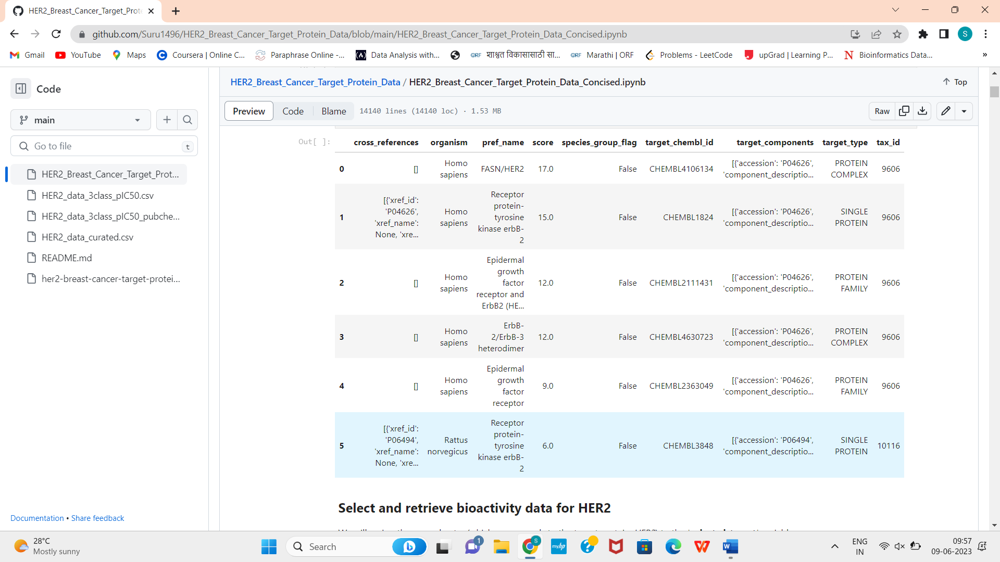 HER2_Breast_Cancer_Target_Prote
github.com/Suru1496/HER2_Breast_Cancer_Target_Protein_Data/blob/main/HER2_Breast_Cancer_Target_Protein_Data_Concised.ipynb
S
Gmail YouTube Maps Coursera | Online C... Paraphrase Online -... Data Analysis with... ORF शाश्वत विकासासाठी सा... ORF Marathi | ORF Problems - LeetCode upGrad | Learning P... N Bioinformatics Data... »
Code
main
Go to file t
HER2_Breast_Cancer_Target_Prot...
HER2_data_3class_pIC50.csv
HER2_data_3class_pIC50_pubche...
HER2_data_curated.csv
README.md
her2-breast-cancer-target-protei...
Documentation • Share feedback
HER2_Breast_Cancer_Target_Protein_Data / HER2_Breast_Cancer_Target_Protein_Data_Concised.ipynb
Top
Preview Code Blame 14140 lines (14140 loc) · 1.53 MB Raw
Out[ ]: cross_references organism pref_name score species_group_flag target_chembl_id target_components target_type tax_id
0 [] Homo sapiens FASN/HER2 17.0 False CHEMBL4106134 [{'accession': 'P04626', 'component_descriptio... PROTEIN COMPLEX 9606
1 [{'xref_id': 'P04626', 'xref_name': None, 'xre... Homo sapiens Receptor protein-tyrosine kinase erbB-2 15.0 False CHEMBL1824 [{'accession': 'P04626', 'component_descriptio... SINGLE PROTEIN 9606
2 [] Homo sapiens Epidermal growth factor receptor and ErbB2 (HE... 12.0 False CHEMBL2111431 [{'accession': 'P04626', 'component_descriptio... PROTEIN FAMILY 9606
3 [] Homo sapiens ErbB-2/ErbB-3 heterodimer 12.0 False CHEMBL4630723 [{'accession': 'P04626', 'component_descriptio... PROTEIN COMPLEX 9606
4 [] Homo sapiens Epidermal growth factor receptor 9.0 False CHEMBL2363049 [{'accession': 'P04626', 'component_descriptio... PROTEIN FAMILY 9606
5 [{'xref_id': 'P06494', 'xref_name': None, 'xre... Rattus norvegicus Receptor protein-tyrosine kinase erbB-2 6.0 False CHEMBL3848 [{'accession': 'P06494', 'component_descriptio... SINGLE PROTEIN 10116
Select and retrieve bioactivity data for HER2
28°C
Mostly sunny
Search
1
S
myhp
ENG
IN
09:57
09-06-2023